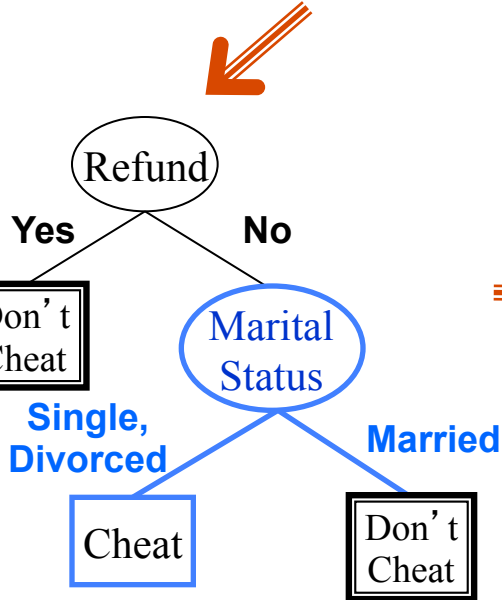 Refund
Yes
No
Don't
Cheat
Marital
Status
Single,
Divorced
Married
Cheat
Don't
Cheat